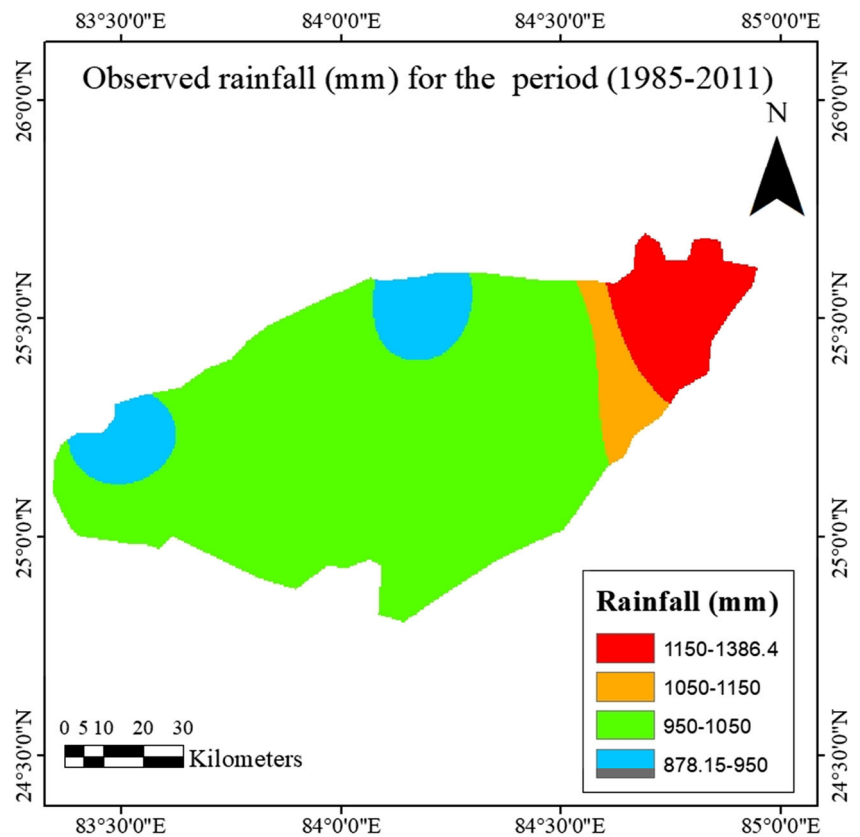 83°30'0"E 84°0'0"E 84°30'0"E 85°0'0"E
Observed rainfall (mm) for the period (1985-2011)
N
26°0'0"N 26°0'0"N
25°30'0"N 25°30'0"N
25°0'0"N 25°0'0"N
24°30'0"N 24°30'0"N
Rainfall (mm)
1150-1386.4
1050-1150
950-1050
878.15-950
0 5 10 20 30
Kilometers
83°30'0"E 84°0'0"E 84°30'0"E 85°0'0"E